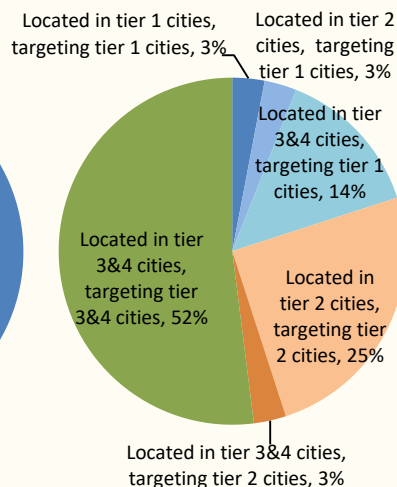 Located in tier 1 cities,
targeting tier 1 cities, 3%
Located in tier 2
cities, targeting
tier 1 cities, 3%
Located in tier
3&4 cities,
targeting tier 1
cities, 14%
Located in
tier 2 cities,
targeting tier
2 cities, 25%
Located in tier 3&4 cities,
targeting tier 2 cities, 3%
Located in tier
3&4 cities,
targeting tier
3&4 cities, 52%